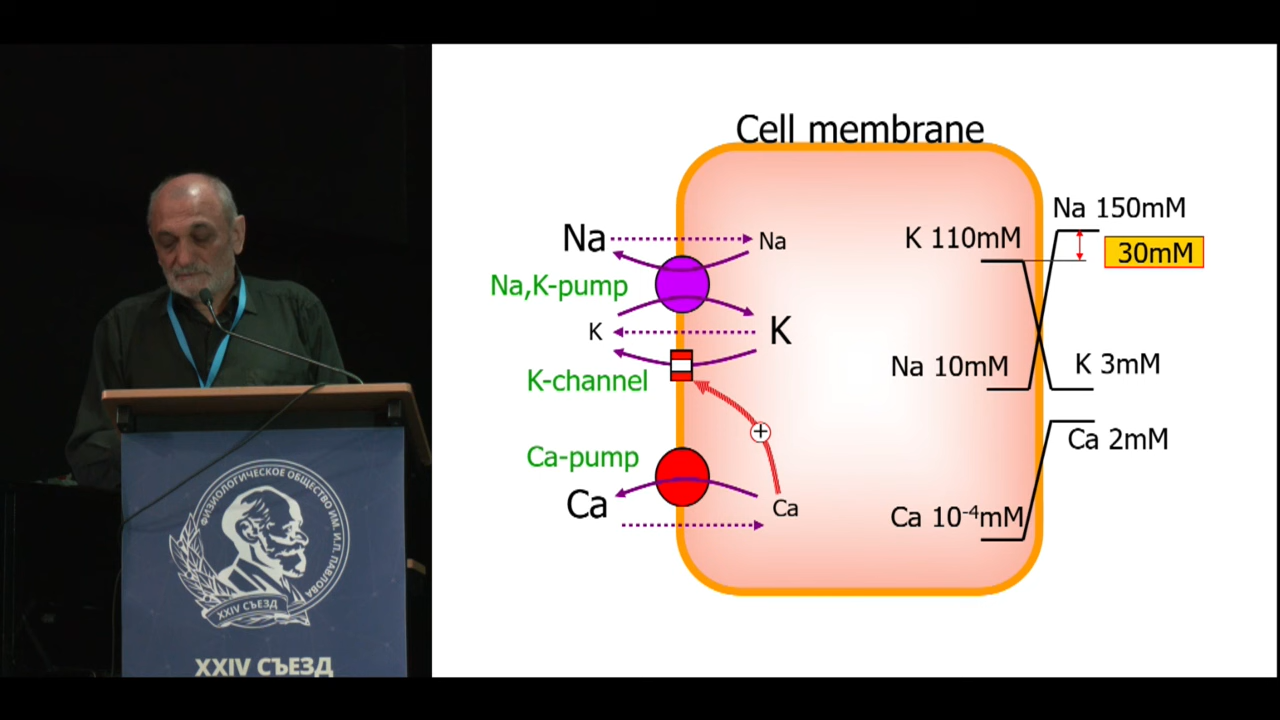 ФИЗИОЛОГИЧЕСКОЕ ОБЩЕСТВО ИМ. И.П. ПАВЛОВА
XXIV СЪЕЗД
XXIV СЪЕЗД
Cell membrane
Na 150mM
K 110mM
30mM
Na
Na
Na,K-pump
K
K
K-channel
Na 10mM
K 3mM
+
Ca-pump
Ca 2mM
Ca
Ca
Ca 10⁻⁴mM